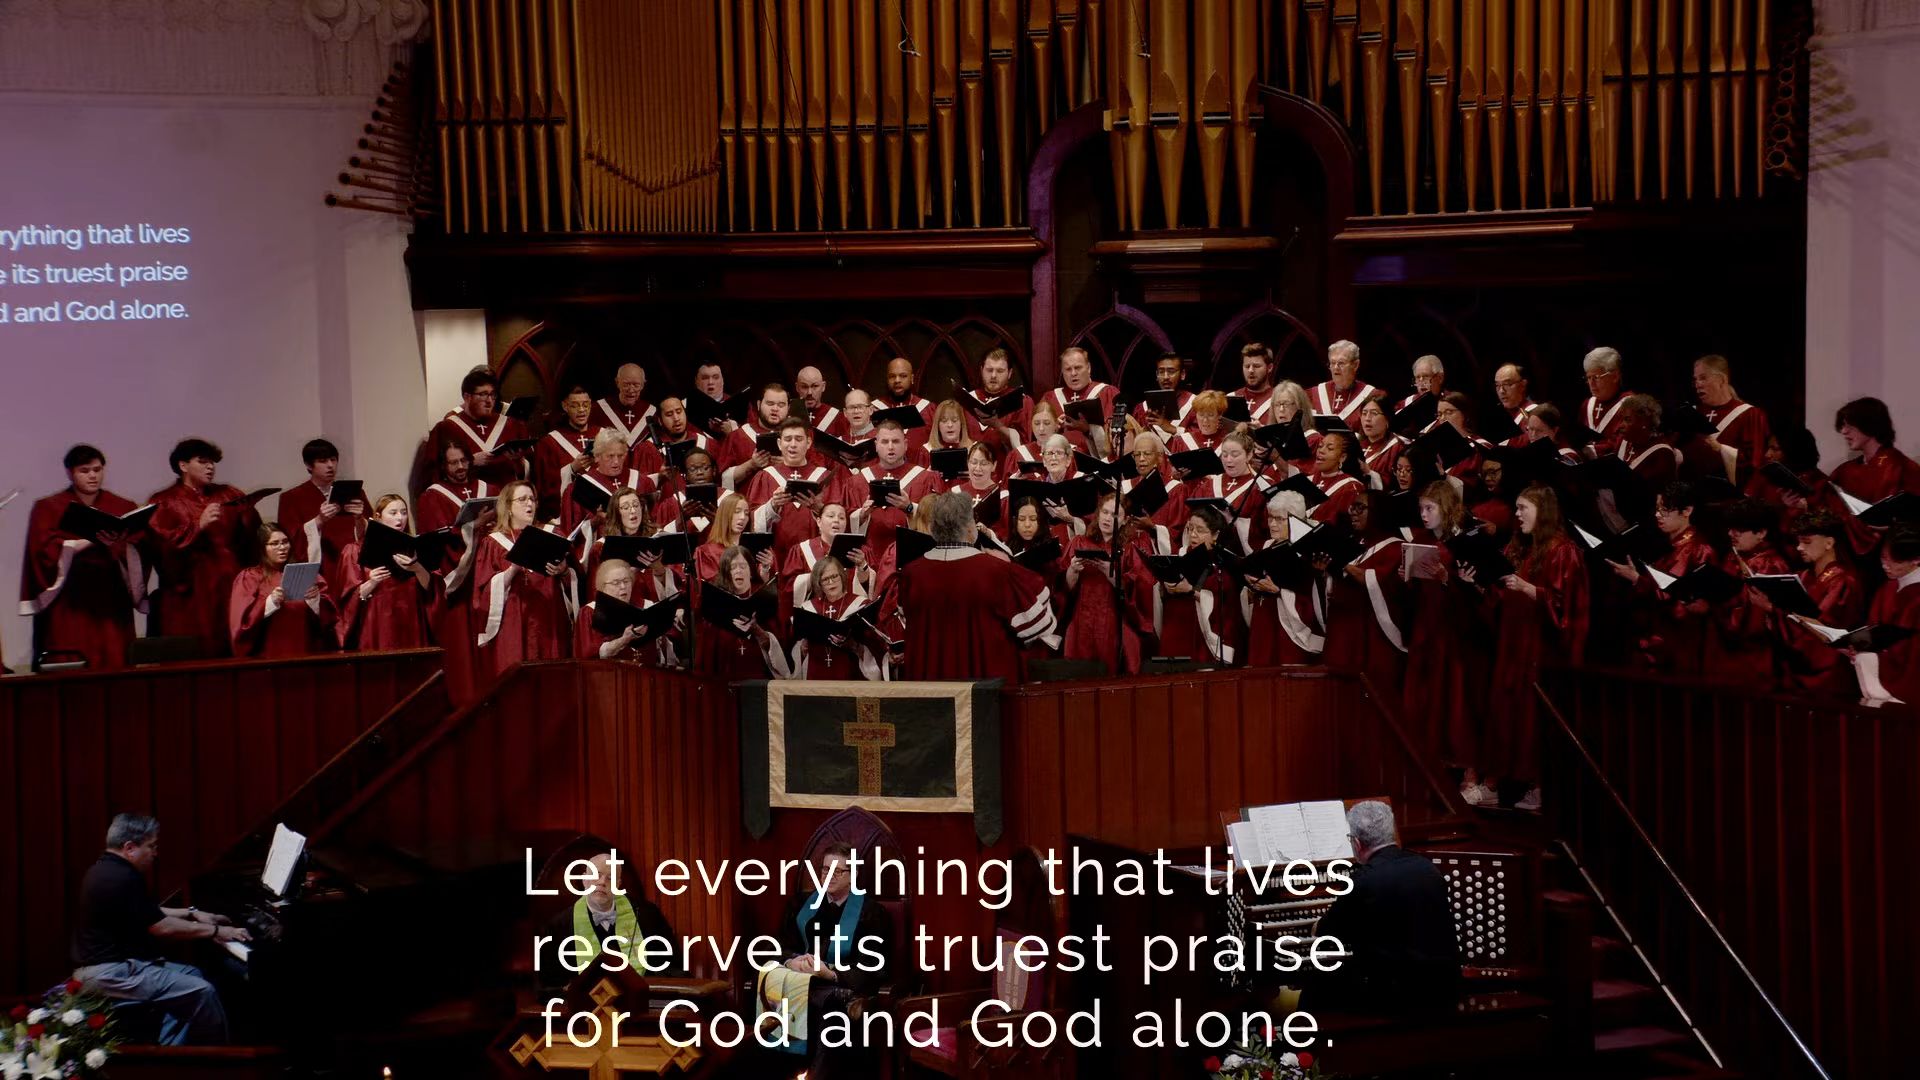 rything that lives
its truest praise
and God alone.
Let everything that lives
reserve its truest praise
for God and God alone.